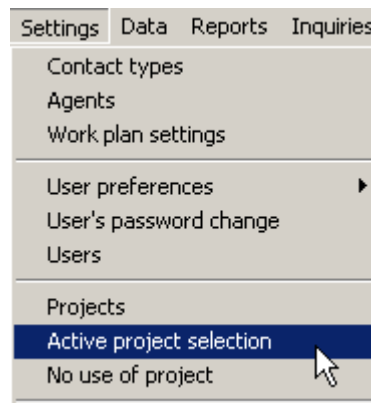 Settings Data Reports Inquiries
Contact types
Agents
Work plan settings
User preferences
User's password change
Users
Projects
Active project selection
No use of project